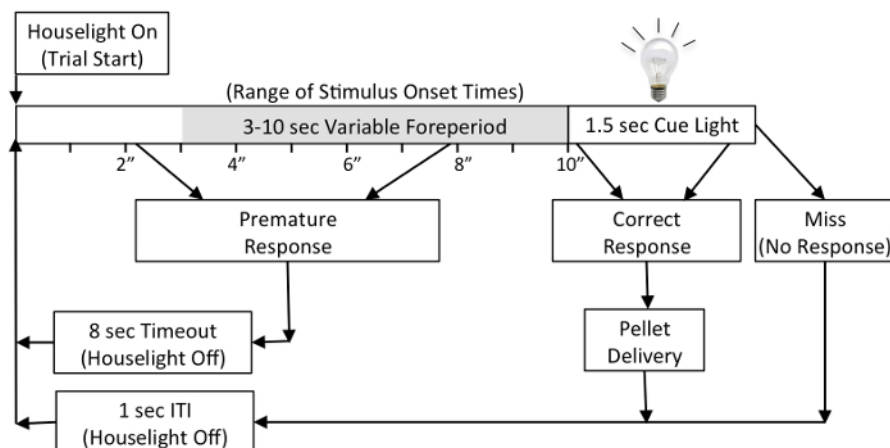 Houselight On
(Trial Start)
(Range of Stimulus Onset Times)
3-10 sec Variable Foreperiod
1.5 sec Cue Light
2” 4” 6” 8” 10”
Premature
Response
Correct
Response
Miss
(No Response)
8 sec Timeout
(Houselight Off)
Pellet
Delivery
1 sec ITI
(Houselight Off)